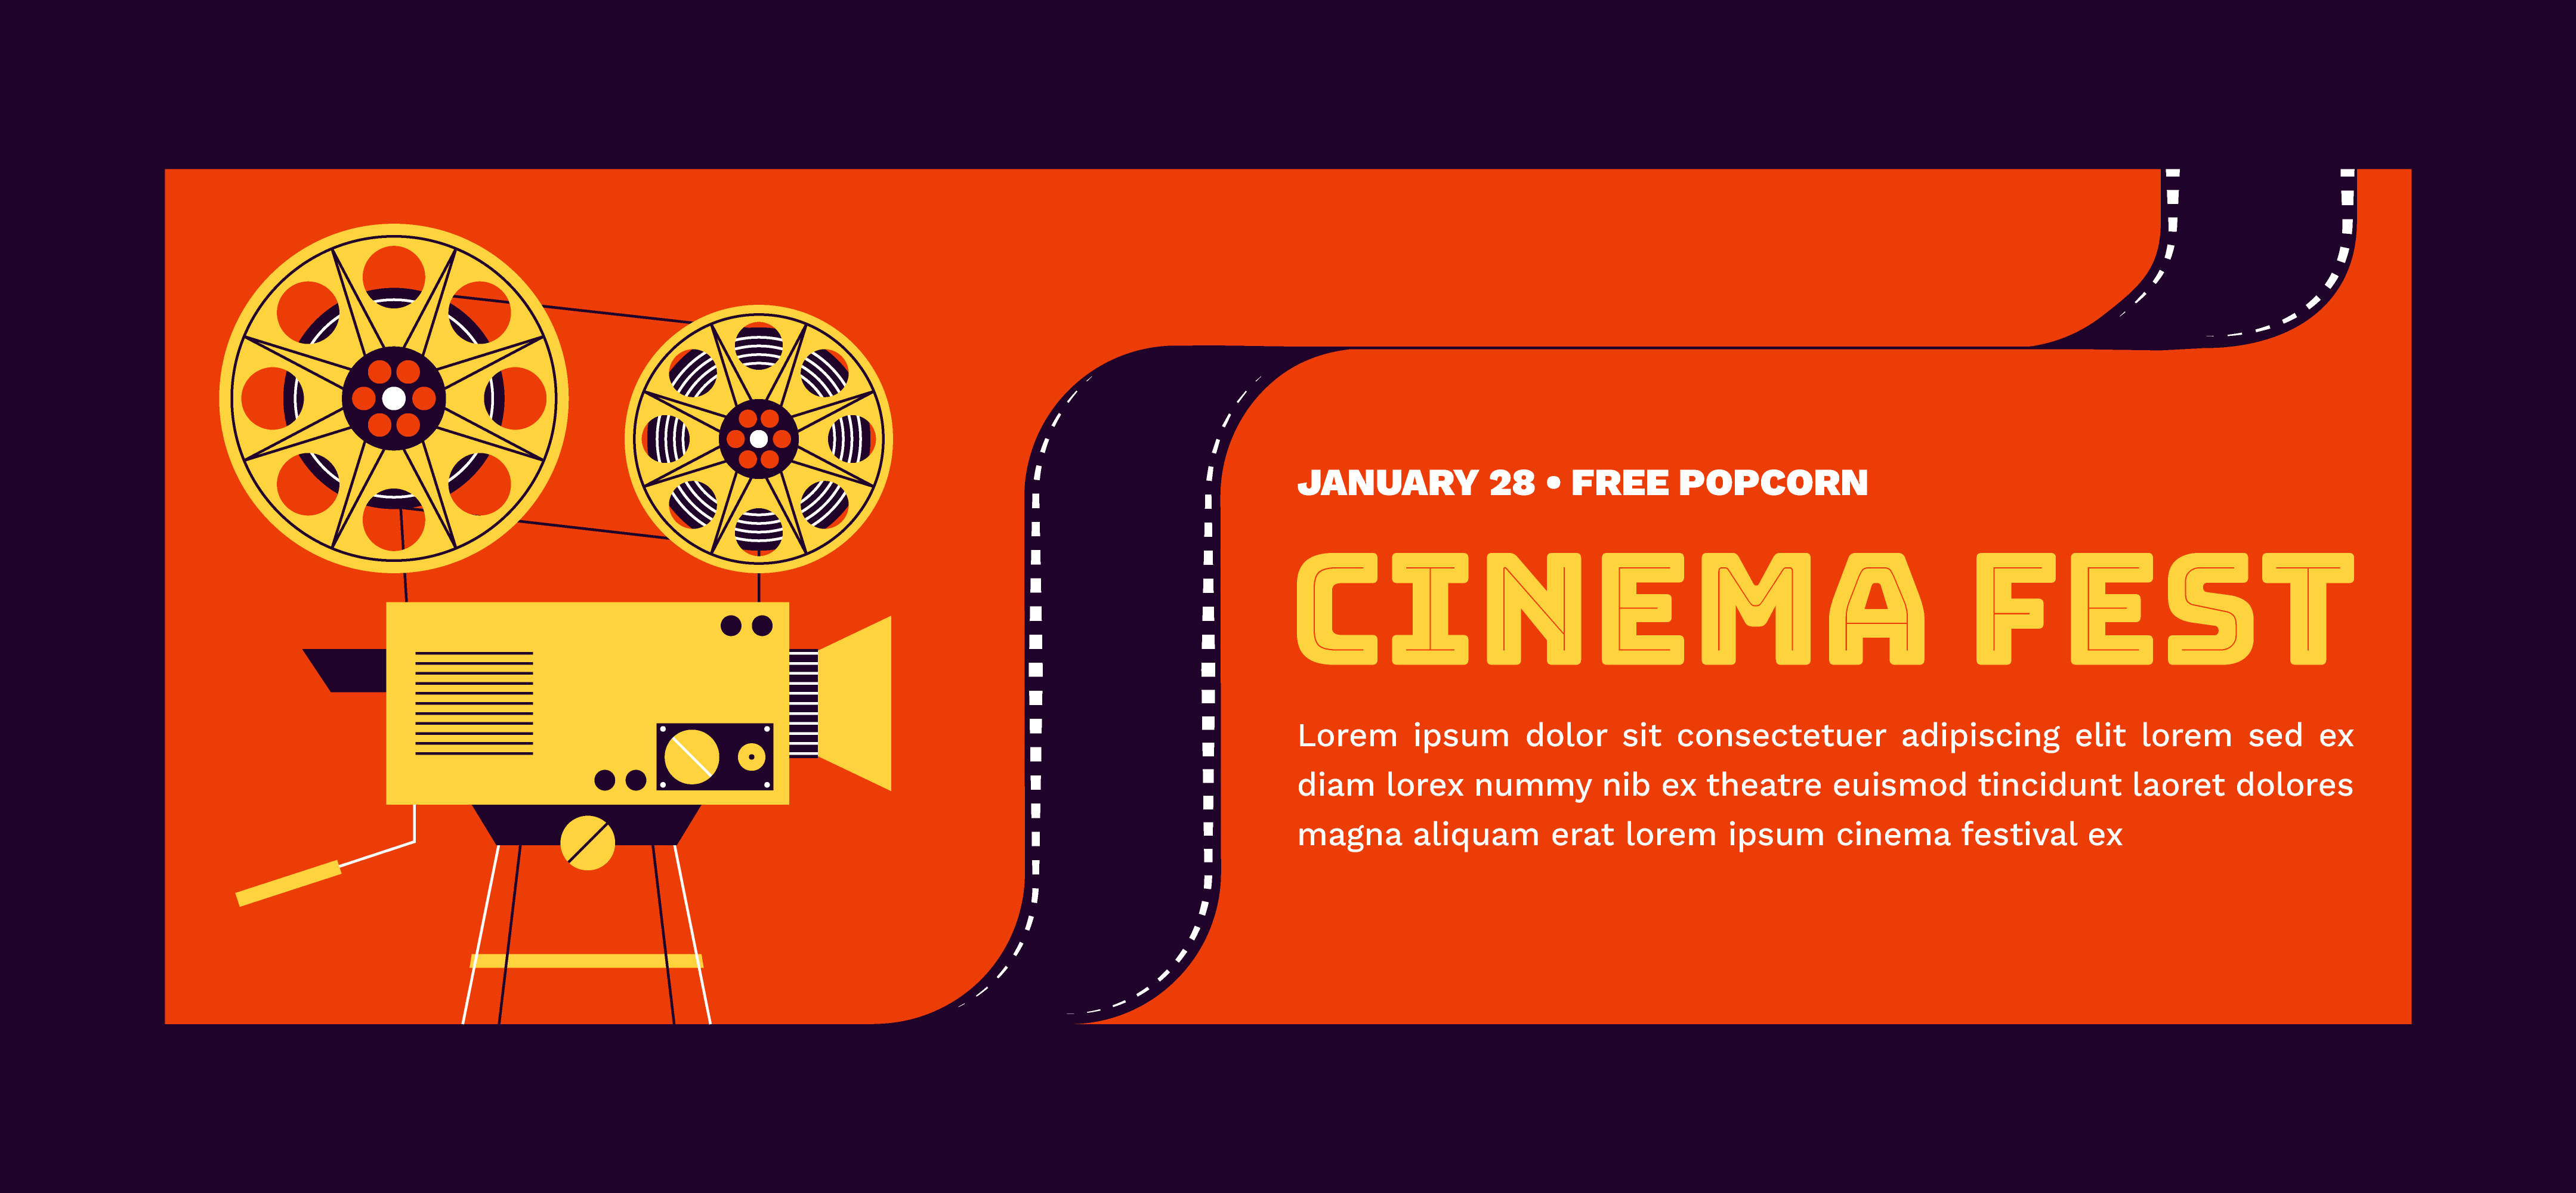 JANUARY 28 • FREE POPCORN
CINEMA FEST
Lorem ipsum dolor sit consectetuer adipiscing elit lorem sed ex
diam lorex nummy nib ex theatre euismod tincidunt laoret dolores
magna aliquam erat lorem ipsum cinema festival ex